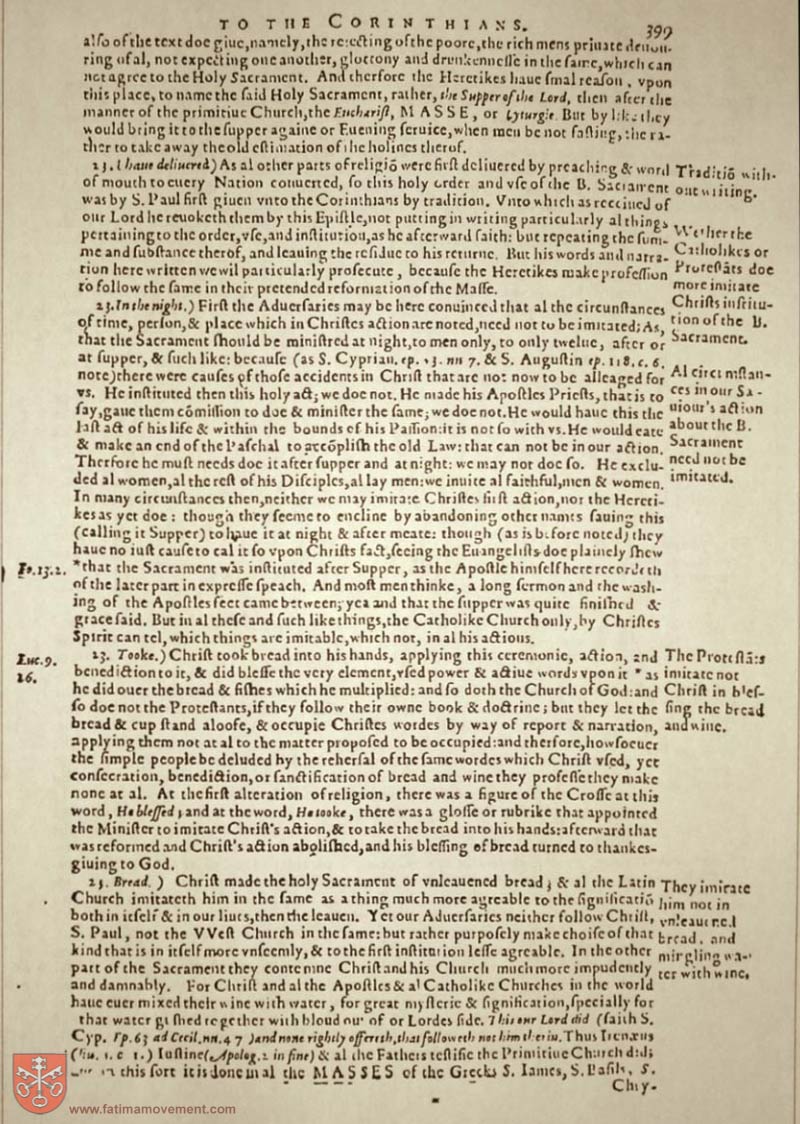 TO THE CORINTHIANS. 399
alſo of the text doe giue, namely, the reiecting of the poore, the rich mens priuate deuou-
ring of al, not expecting one another, gluttony and drunkenneſſe in the ſame, which can
not agree to the Holy Sacrament. And therfore the Heretikes haue ſmal reaſon, vpon
this place, to name the ſaid Holy Sacrament, rather, the Supper of the Lord, then after the
manner of the primitiue Church, the Euchariſt, MASSE, or Lyturgie. But by like they
would bring it to the ſupper againe or Euening ſeruice, when men be not faſting, the ra-
ther to take away the old eſtimation of the holines therof.
23. I haue deliuered) As al other parts of religiō were firſt deliuered by preaching & word
of mouth to euery Nation conuerted, ſo this holy order and vſe of the B. Sacrament
was by S. Paul firſt giuen vnto the Corinthians by tradition. Vnto which as receiued of
our Lord he reuoketh them by this Epiſtle, not putting in writing particularly al things
pertaining to the order, vſe, and inſtitution, as he afterward ſaith: but repeating the ſum-
me and ſubſtance therof, and leauing the reſidue to his returne. But his words and narra-
tion here written we wil particularly proſecute, becauſe the Heretikes make profeſſion
to follow the ſame in their pretended reformation of the Maſſe.
Traditiō with-
out writing.
23. In the night.) Firſt the Aduerſaries may be here conuinced that al the circunſtances
of time, perſon, & place which in Chriſtes action are noted, need not to be imitated; As,
that the Sacrament ſhould be miniſtred at night, to men only, to only twelue, after or
at ſupper, & ſuch like: becauſe (as S. Cyprian. ep. 63. nu 7. & S. Auguſtin ep. 118. c. 6.
note) there were cauſes of thoſe accidents in Chriſt that are not now to be alleaged for
vs. He inſtituted then this holy act; we doe not. He made his Apoſtles Prieſts, that is to
ſay, gaue them cōmiſſion to doe & miniſter the ſame; we doe not. He would haue this the
laſt act of his life & within the bounds of his Paſſion: it is not ſo with vs. He would eate
& make an end of the Paſchal to accōpliſh the old Law: that can not be in our action.
Therfore he muſt needs doe it after ſupper and at night: we may not doe ſo. He exclu-
ded al women, al the reſt of his Diſciples, al lay men: we inuite al faithful, men & women.
In many circunſtances then, neither we may imitate Chriſtes firſt action, nor the Hereti-
kes as yet doe: though they ſeeme to encline by abandoning other names ſauing this
(calling it Supper) to haue it at night & after meate: though (as is before noted) they
haue no iuſt cauſe to cal it ſo vpon Chriſts fact, ſeeing the Euangeliſts doe plainely ſhew
*that the Sacrament was inſtituted after Supper, as the Apoſtle himſelf here recordeth
of the later part in expreſſe ſpeach. And moſt men thinke, a long ſermon and the waſh-
ing of the Apoſtles feet came between; yea and that the ſupper was quite finiſhed &
grace ſaid. But in al theſe and ſuch like things, the Catholike Church only, by Chriſtes
Spirit can tel, which things are imitable, which not, in al his actiōs.
Whether the
Catholikes or
Proteſtāts doe
more imitate
Chriſts inſtitu-
tion of the B.
Sacrament.
Al circūſtan-
ces in our Sa-
uiour's action
about the B.
Sacrament
need not be
imitated.
Io. 13. 2.
23. Tooke.) Chriſt took bread into his hands, applying this ceremonie, action, and
benediction to it, & did bleſſe the very element, vſed power & actiue words vpon it * as
he did ouer the bread & fiſhes which he multiplied: and ſo doth the Church of God: and
ſo doe not the Proteſtants, if they follow their owne book & doctrine; but they let the
bread & cup ſtand aloofe, & occupie Chriſtes wordes by way of report & narration,
applying them not at al to the matter propoſed to be occupied: and therfore, howſoeuer
the ſimple people be deluded by the reherſal of the ſame wordes which Chriſt vſed, yet
conſecration, benediction, or ſanctification of bread and wine they profeſſe they make
none at al. At the firſt alteration of religion, there was a figure of the Croſſe at this
word, He bleſſed; and at the word, He tooke, there was a gloſſe or rubrike that appointed
the Miniſter to imitate Chriſt's action, & to take the bread into his hands: afterward that
was reformed and Chriſt's action aboliſhed, and his bleſſing of bread turned to thankes-
giuing to God.
Luc. 9.
16.
The Proteſtāts
imitate not
Chriſt in bleſ-
ſing the bread
and wine.
23. Bread.) Chriſt made the holy Sacrament of vnleauened bread; & al the Latin
Church imitateth him in the ſame as a thing much more agreable to the ſignificatiō
both in itſelf & in our liues, then the leauen. Yet our Aduerſaries neither follow Chriſt,
S. Paul, not the VVeſt Church in the ſame: but rather purpoſely make choiſe of that
kind that is in itſelf more vnſeemly, & to the firſt inſtitution leſſe agreable. In the other
part of the Sacrament they contemne Chriſt and his Church much more impudently
and damnably. For Chriſt and al the Apoſtles & al Catholike Churches in the world
haue euer mixed their wine with water, for great myſterie & ſignification, ſpecially for
that water guſhed together with bloud out of or Lordes ſide. This our Lord did (ſaith S.
Cyp. Ep. 63 ad Cecil. nu. 4 7) and none rightly offereth, that followeth not him therin. Thus Irenæus
(li. 5. c 1.) Iuſtine (Apolog. 2 in fine) & al the Fathers teſtifie the Primitiue Church did;
in this ſort it is done in al the MASSES of the Greeks S. Iames, S. Baſils, S.
Chry-
They imitate
him not in
vnleauened
bread, and
mingling wa-
ter with wine.
www.fatimamovement.com